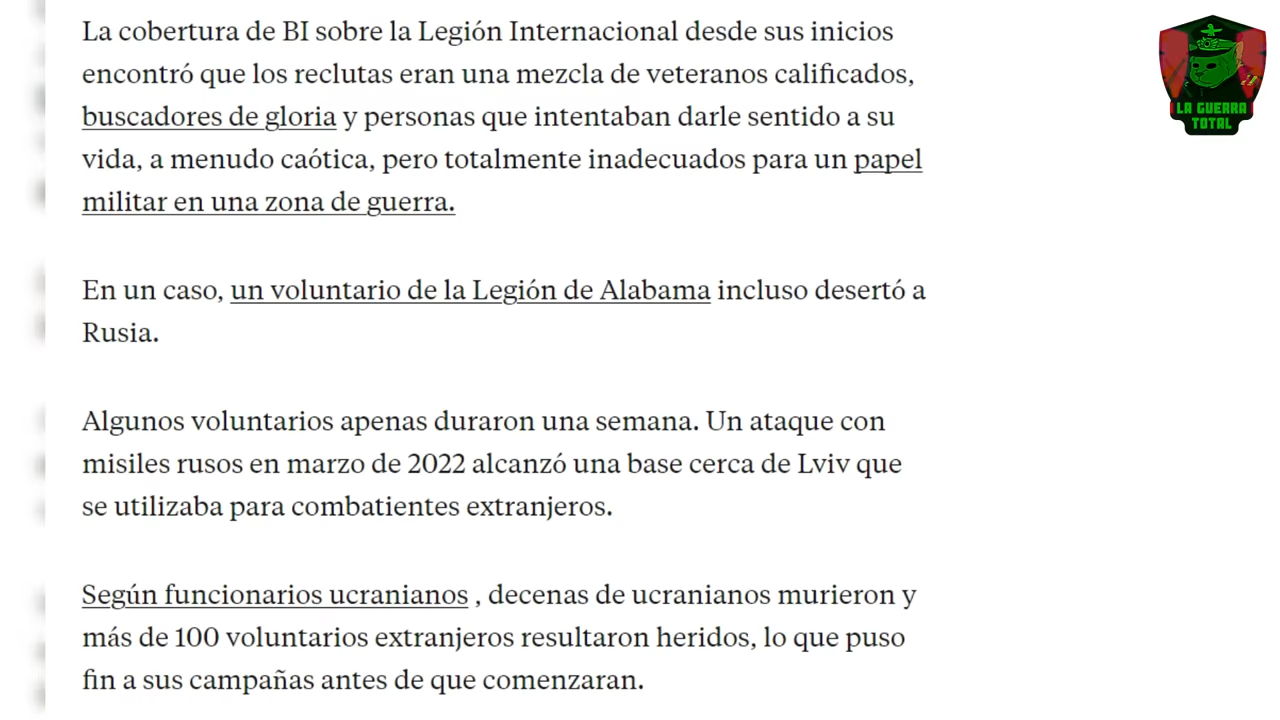 La cobertura de BI sobre la Legión Internacional desde sus inicios
encontró que los reclutas eran una mezcla de veteranos calificados,
buscadores de gloria y personas que intentaban darle sentido a su
vida, a menudo caótica, pero totalmente inadecuados para un papel
militar en una zona de guerra.
En un caso, un voluntario de la Legión de Alabama incluso desertó a
Rusia.
Algunos voluntarios apenas duraron una semana. Un ataque con
misiles rusos en marzo de 2022 alcanzó una base cerca de Lviv que
se utilizaba para combatientes extranjeros.
Según funcionarios ucranianos , decenas de ucranianos murieron y
más de 100 voluntarios extranjeros resultaron heridos, lo que puso
fin a sus campañas antes de que comenzaran.
LA GUERRA
TOTAL